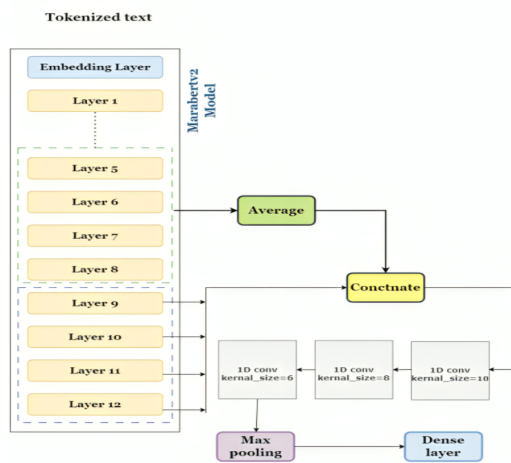 Tokenized text
Embedding Layer
Layer 1
Marabertv2
Model
Layer 5
Layer 6
Layer 7
Layer 8
Average
Layer 9
Layer 10
Layer 11
Layer 12
Conctnate
1D conv
kernal_size=6
1D conv
kernal_size=8
1D conv
kernal_size=10
Max
pooling
Dense
layer